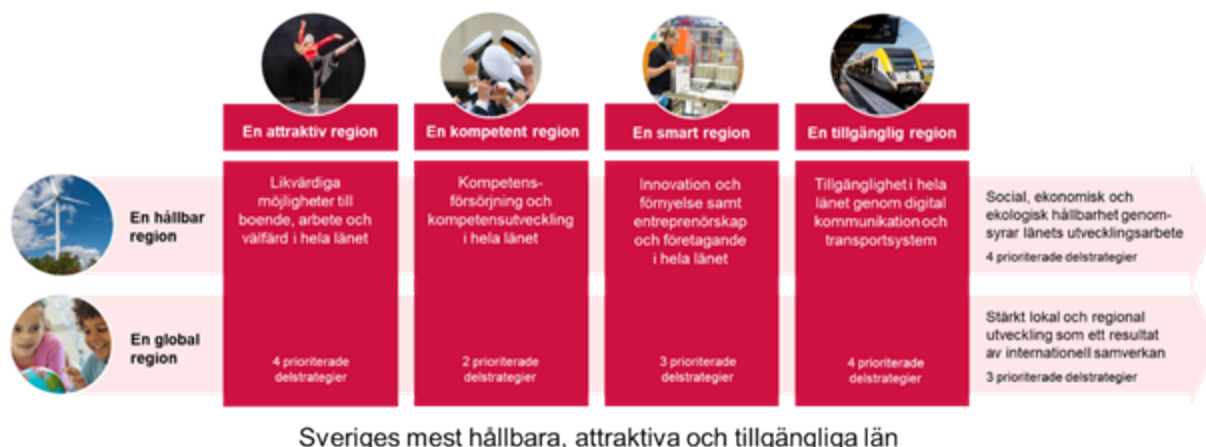 En attraktiv region
En kompetent region
En smart region
En tillgänglig region
En hållbar
region
Likvärdiga
möjligheter till
boende, arbete och
välfärd i hela länet
Kompetens-
försörjning och
kompetensutveckling
i hela länet
Innovation och
förnyelse samt
entreprenörskap
och företagande
i hela länet
Tillgänglighet i hela
länet genom digital
kommunikation och
transportsystem
Social, ekonomisk och
ekologisk hållbarhet genom-
syrar länets utvecklingsarbete
4 prioriterade delstrategier
En global
region
4 prioriterade
delstrategier
2 prioriterade
delstrategier
3 prioriterade
delstrategier
4 prioriterade
delstrategier
Stärkt lokal och regional
utveckling som ett resultat
av internationell samverkan
3 prioriterade delstrategier
Sveriges mest hållbara, attraktiva och tillgängliga län